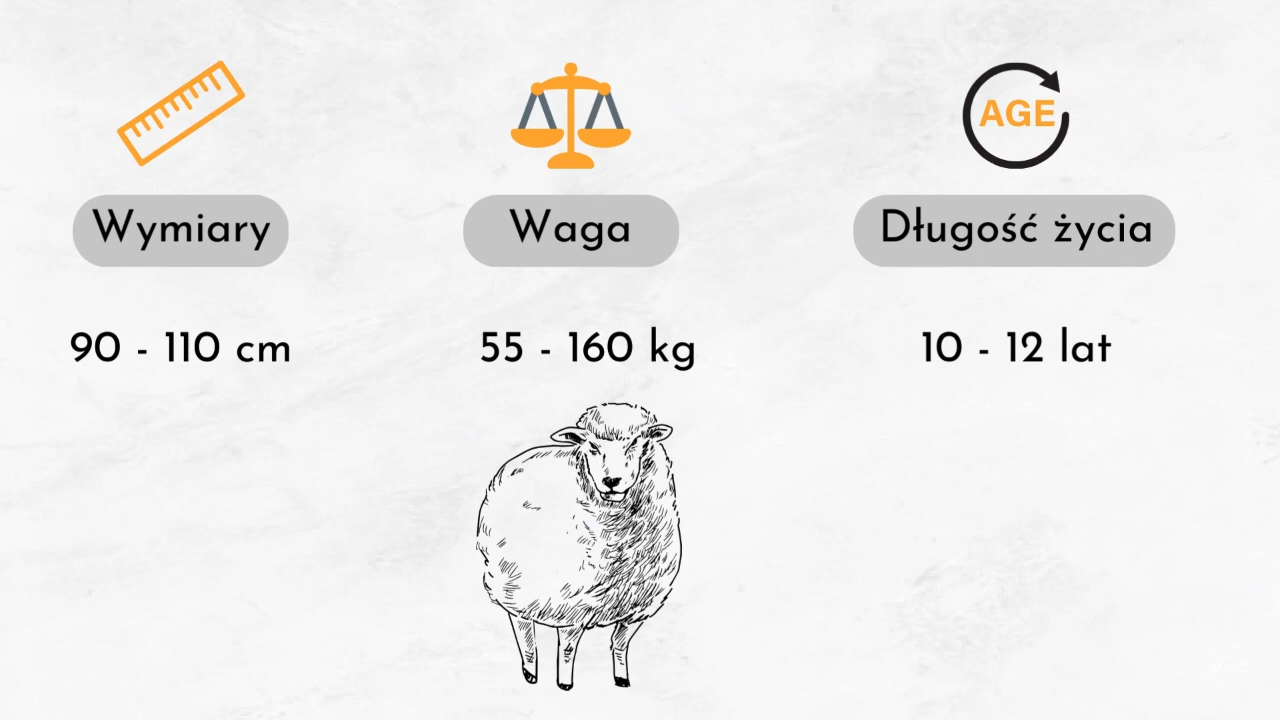 AGE
Wymiary
Waga
Długość życia
90 - 110 cm
55 - 160 kg
10 - 12 lat